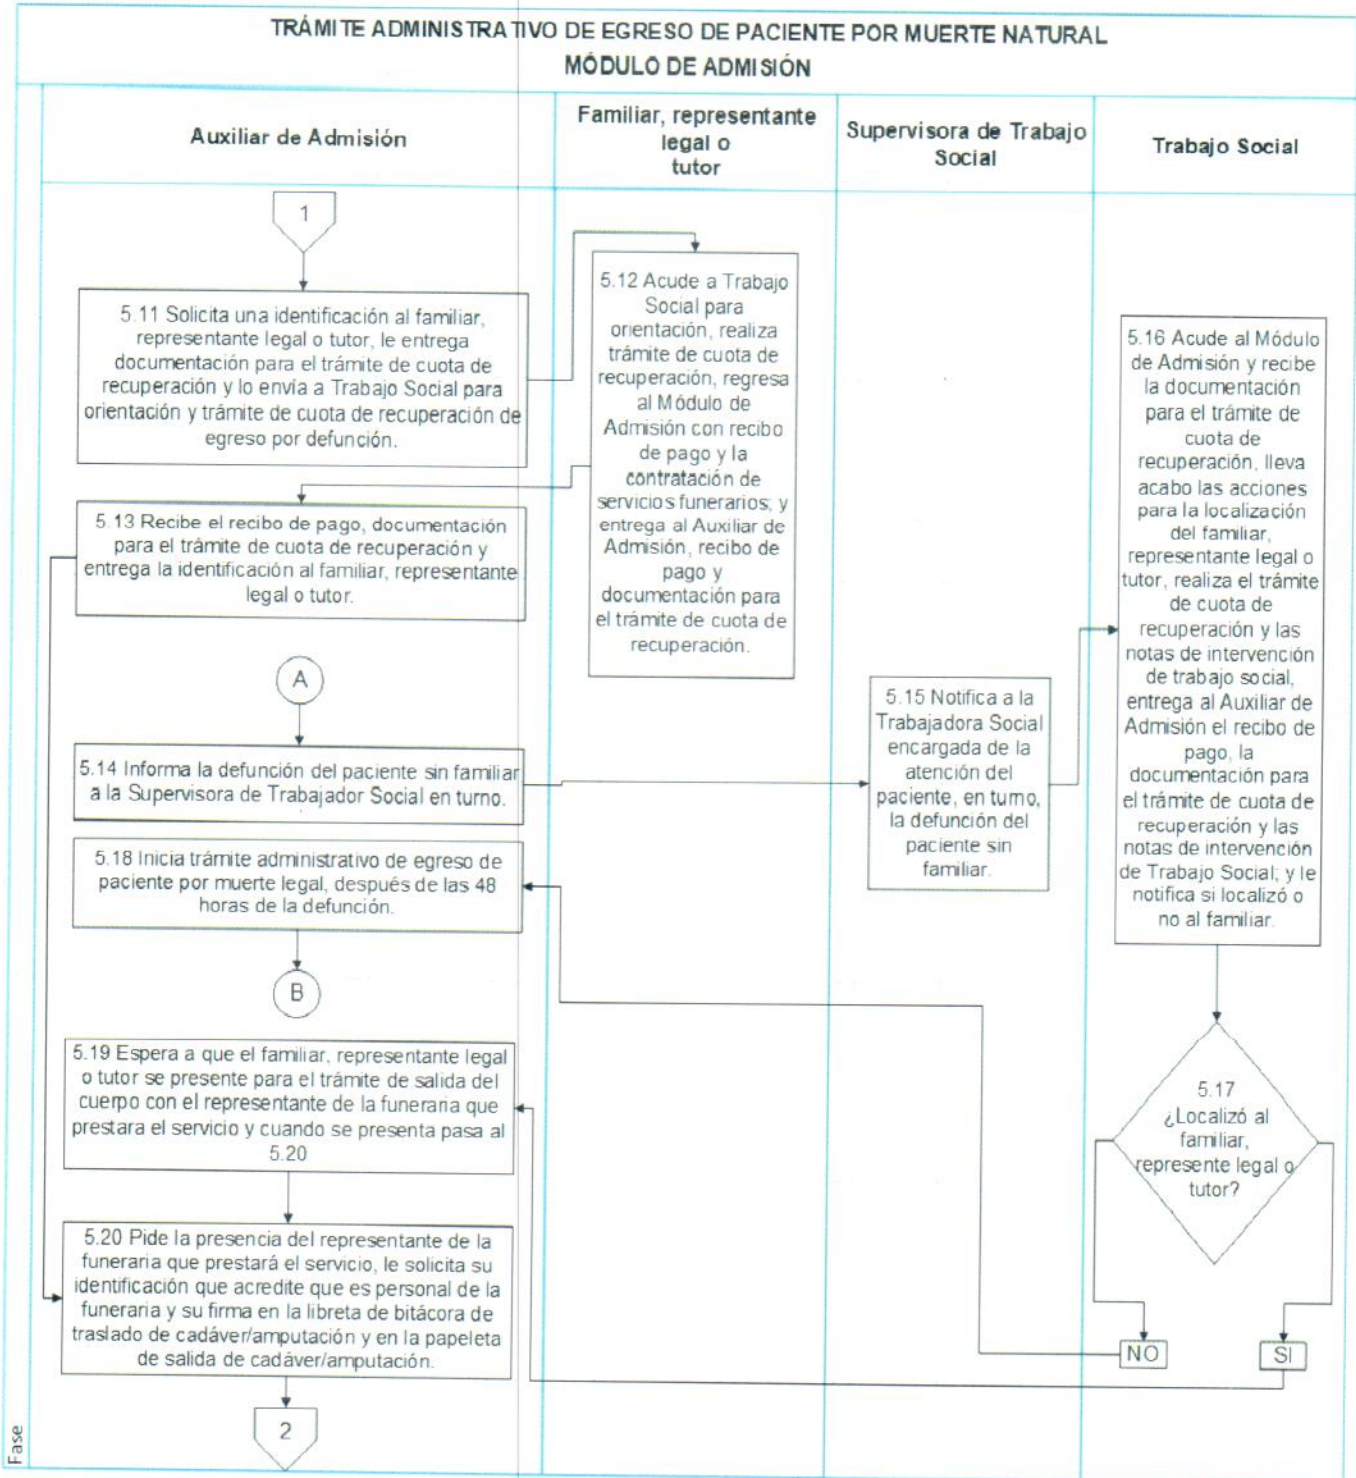 TRÁMITE ADMINISTRATIVO DE EGRESO DE PACIENTE POR MUERTE NATURAL
MÓDULO DE ADMISIÓN
Auxiliar de Admisión
Familiar, representante
legal o
tutor
Supervisora de Trabajo
Social
Trabajo Social
1
5.11 Solicita una identificación al familiar,
representante legal o tutor, le entrega
documentación para el trámite de cuota de
recuperación y lo envía a Trabajo Social para
orientación y trámite de cuota de recuperación de
egreso por defunción.
5.12 Acude a Trabajo
Social para
orientación, realiza
trámite de cuota de
recuperación, regresa
al Módulo de
Admisión con recibo
de pago y la
contratación de
servicios funerarios; y
entrega al Auxiliar de
Admisión, recibo de
pago y
documentación para
el trámite de cuota de
recuperación.
5.13 Recibe el recibo de pago, documentación
para el trámite de cuota de recuperación y
entrega la identificación al familiar, representante
legal o tutor.
A
5.14 Informa la defunción del paciente sin familiar
a la Supervisora de Trabajador Social en turno.
5.15 Notifica a la
Trabajadora Social
encargada de la
atención del
paciente, en turno,
la defunción del
paciente sin
familiar.
5.16 Acude al Módulo
de Admisión y recibe
la documentación
para el trámite de
cuota de
recuperación, lleva
acabo las acciones
para la localización
del familiar,
representante legal o
tutor, realiza el trámite
de cuota de
recuperación y las
notas de intervención
de trabajo social,
entrega al Auxiliar de
Admisión el recibo de
pago, la
documentación para
el trámite de cuota de
recuperación y las
notas de intervención
de Trabajo Social; y le
notifica si localizó o
no al familiar.
5.18 Inicia trámite administrativo de egreso de
paciente por muerte legal, después de las 48
horas de la defunción.
B
5.17
¿Localizó al
familiar,
represente legal o
tutor?
NO
SI
5.19 Espera a que el familiar, representante legal
o tutor se presente para el trámite de salida del
cuerpo con el representante de la funeraria que
prestara el servicio y cuando se presenta pasa al
5.20
5.20 Pide la presencia del representante de la
funeraria que prestará el servicio, le solicita su
identificación que acredite que es personal de la
funeraria y su firma en la libreta de bitácora de
traslado de cadáver/amputación y en la papeleta
de salida de cadáver/amputación.
2
Fase